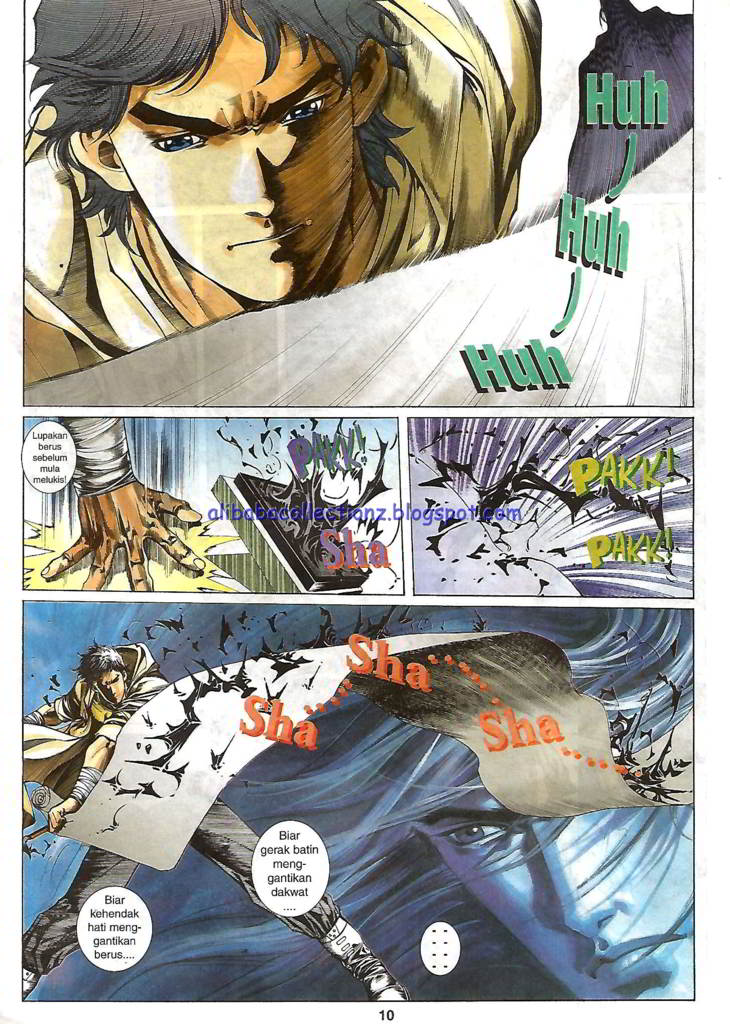 Huh
Huh
Huh
Lupakan
berus
sebelum
mula
melukis!
PAKK!
Sha
PAKK!
PAKK!
alibabacollectionz.blogspot.com
Sha
Sha
Sha
Biar
kehendak
hati meng-
gantikan
berus....
Biar
gerak batin
meng-
gantikan
dakwat
....
10